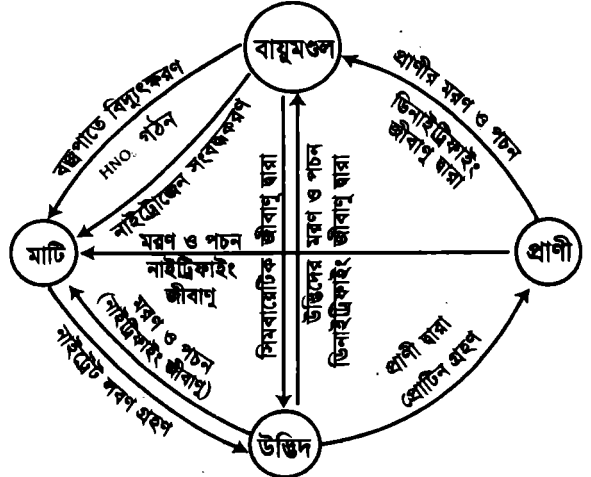 বায়ুমণ্ডল
বজ্রপাতে বিদ্যুৎক্ষরণ
HNO₃ গঠন
নাইট্রোজেন সংবদ্ধকরণ
প্রাণীর মরণ ও পচন
ডিনাইট্রিফাইং
জীবাণু দ্বারা
সিমবায়োটিক জীবাণু দ্বারা
উদ্ভিদের মরণ ও পচন
ডিনাইট্রিফাইং জীবাণু দ্বারা
মাটি
মরণ ও পচন
নাইট্রিফাইং
জীবাণু
প্রাণী
মরণ ও পচন
(নাইট্রিফাইং জীবাণু)
নাইট্রেট লবণ গ্রহণ
প্রাণী দ্বারা
প্রোটিন গ্রহণ
উদ্ভিদ